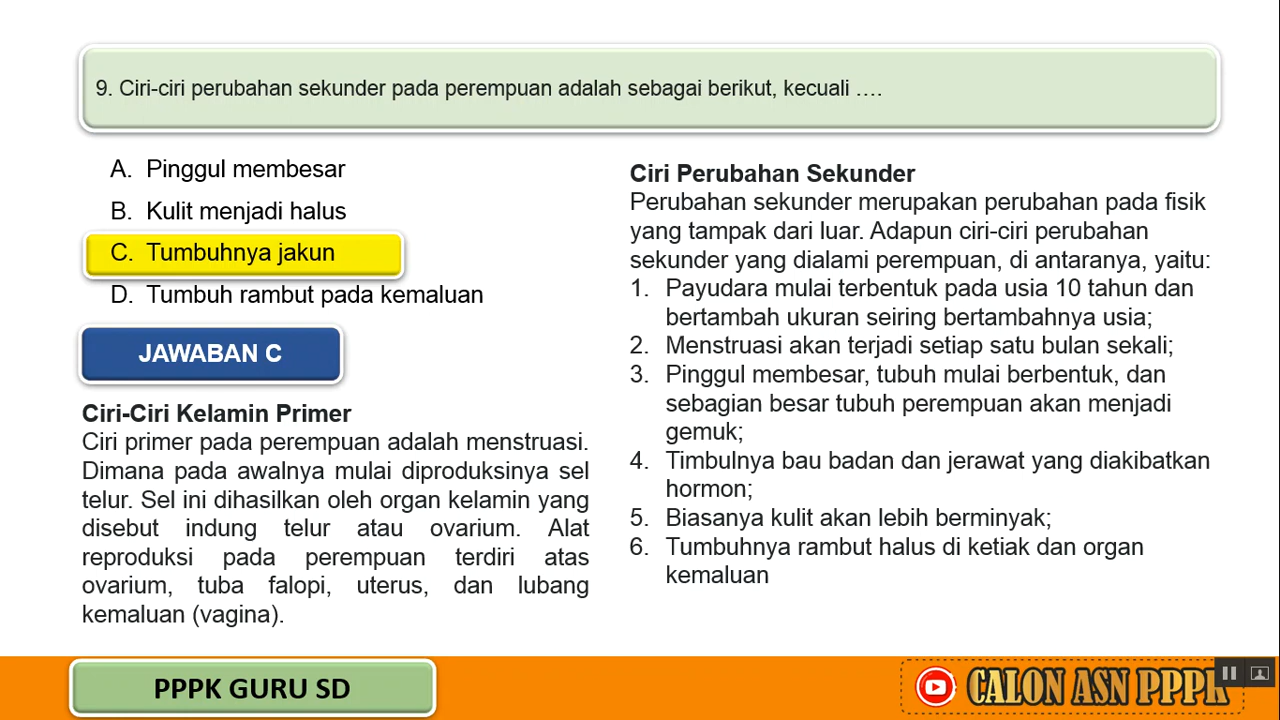 9. Ciri-ciri perubahan sekunder pada perempuan adalah sebagai berikut, kecuali ….
A. Pinggul membesar
B. Kulit menjadi halus
C. Tumbuhnya jakun
D. Tumbuh rambut pada kemaluan
JAWABAN C
Ciri-Ciri Kelamin Primer
Ciri primer pada perempuan adalah menstruasi.
Dimana pada awalnya mulai diproduksinya sel
telur. Sel ini dihasilkan oleh organ kelamin yang
disebut indung telur atau ovarium. Alat
reproduksi pada perempuan terdiri atas
ovarium, tuba falopi, uterus, dan lubang
kemaluan (vagina).
Ciri Perubahan Sekunder
Perubahan sekunder merupakan perubahan pada fisik
yang tampak dari luar. Adapun ciri-ciri perubahan
sekunder yang dialami perempuan, di antaranya, yaitu:
1. Payudara mulai terbentuk pada usia 10 tahun dan
bertambah ukuran seiring bertambahnya usia;
2. Menstruasi akan terjadi setiap satu bulan sekali;
3. Pinggul membesar, tubuh mulai berbentuk, dan
sebagian besar tubuh perempuan akan menjadi
gemuk;
4. Timbulnya bau badan dan jerawat yang diakibatkan
hormon;
5. Biasanya kulit akan lebih berminyak;
6. Tumbuhnya rambut halus di ketiak dan organ
kemaluan
PPPK GURU SD
CALON ASN PPPK